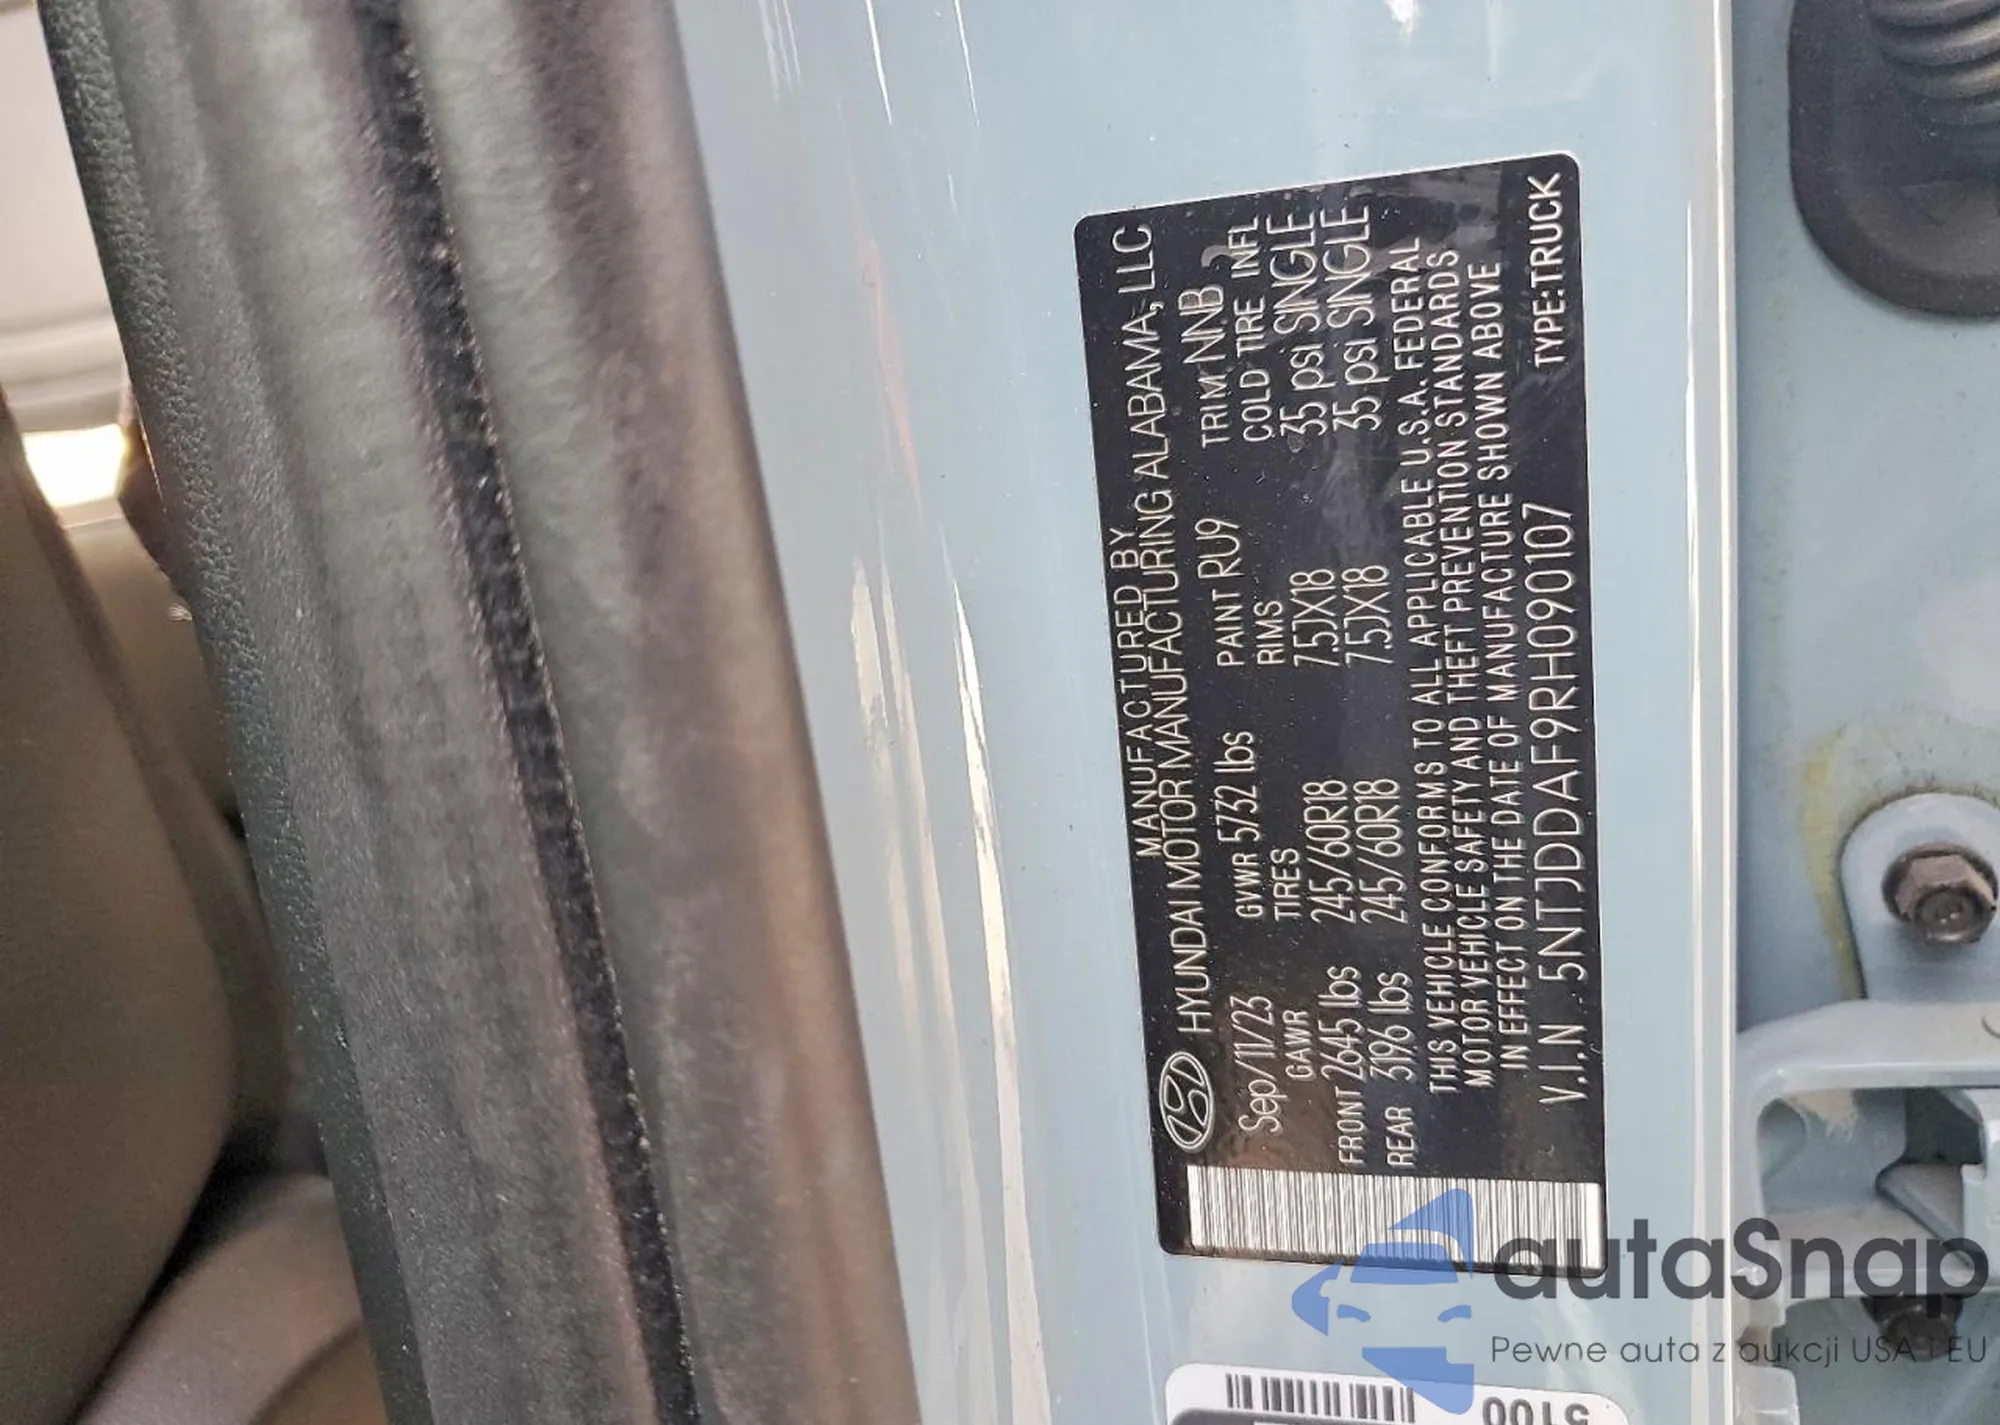 MANUFACTURED BY
HYUNDAI MOTOR MANUFACTURING ALABAMA, LLC
Sep/11/23 GVWR 5732 lbs PAINT RU9 TRIM NNB
GAWR TIRES RIMS COLD TIRE INFL
FRONT 2645 lbs 245/60R18 7.5JX18 35 psi SINGLE
REAR 3196 lbs 245/60R18 7.5JX18 35 psi SINGLE
THIS VEHICLE CONFORMS TO ALL APPLICABLE U.S.A. FEDERAL
MOTOR VEHICLE SAFETY AND THEFT PREVENTION STANDARDS
IN EFFECT ON THE DATE OF MANUFACTURE SHOWN ABOVE
V.I.N 5NTJDDAF9RH090107 TYPE:TRUCK
5100
autaSnap
Pewne auta z aukcji USA i EU